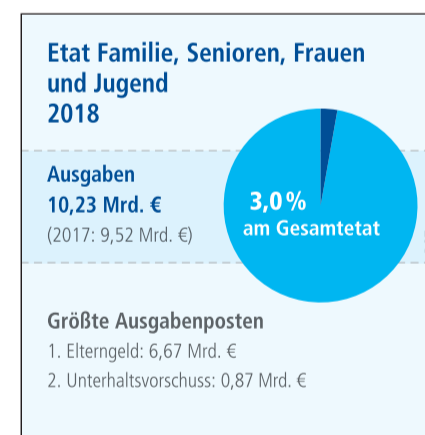 Etat Familie, Senioren, Frauen
und Jugend
2018
Ausgaben
10,23 Mrd. €
(2017: 9,52 Mrd. €)
3,0 %
am Gesamtetat
Größte Ausgabenposten
1. Elterngeld: 6,67 Mrd. €
2. Unterhaltsvorschuss: 0,87 Mrd. €